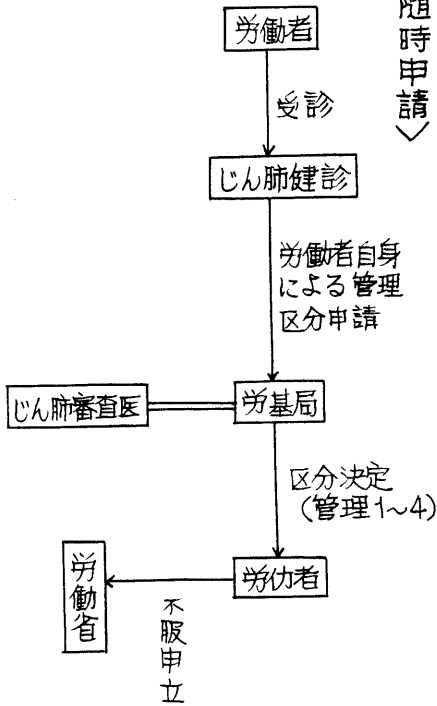 随時申請〉
労働者
受診
じん肺健診
労働者自身
による管理
区分申請
じん肺審査医
労基局
区分決定
(管理1〜4)
労仂者
不服申立
労働省